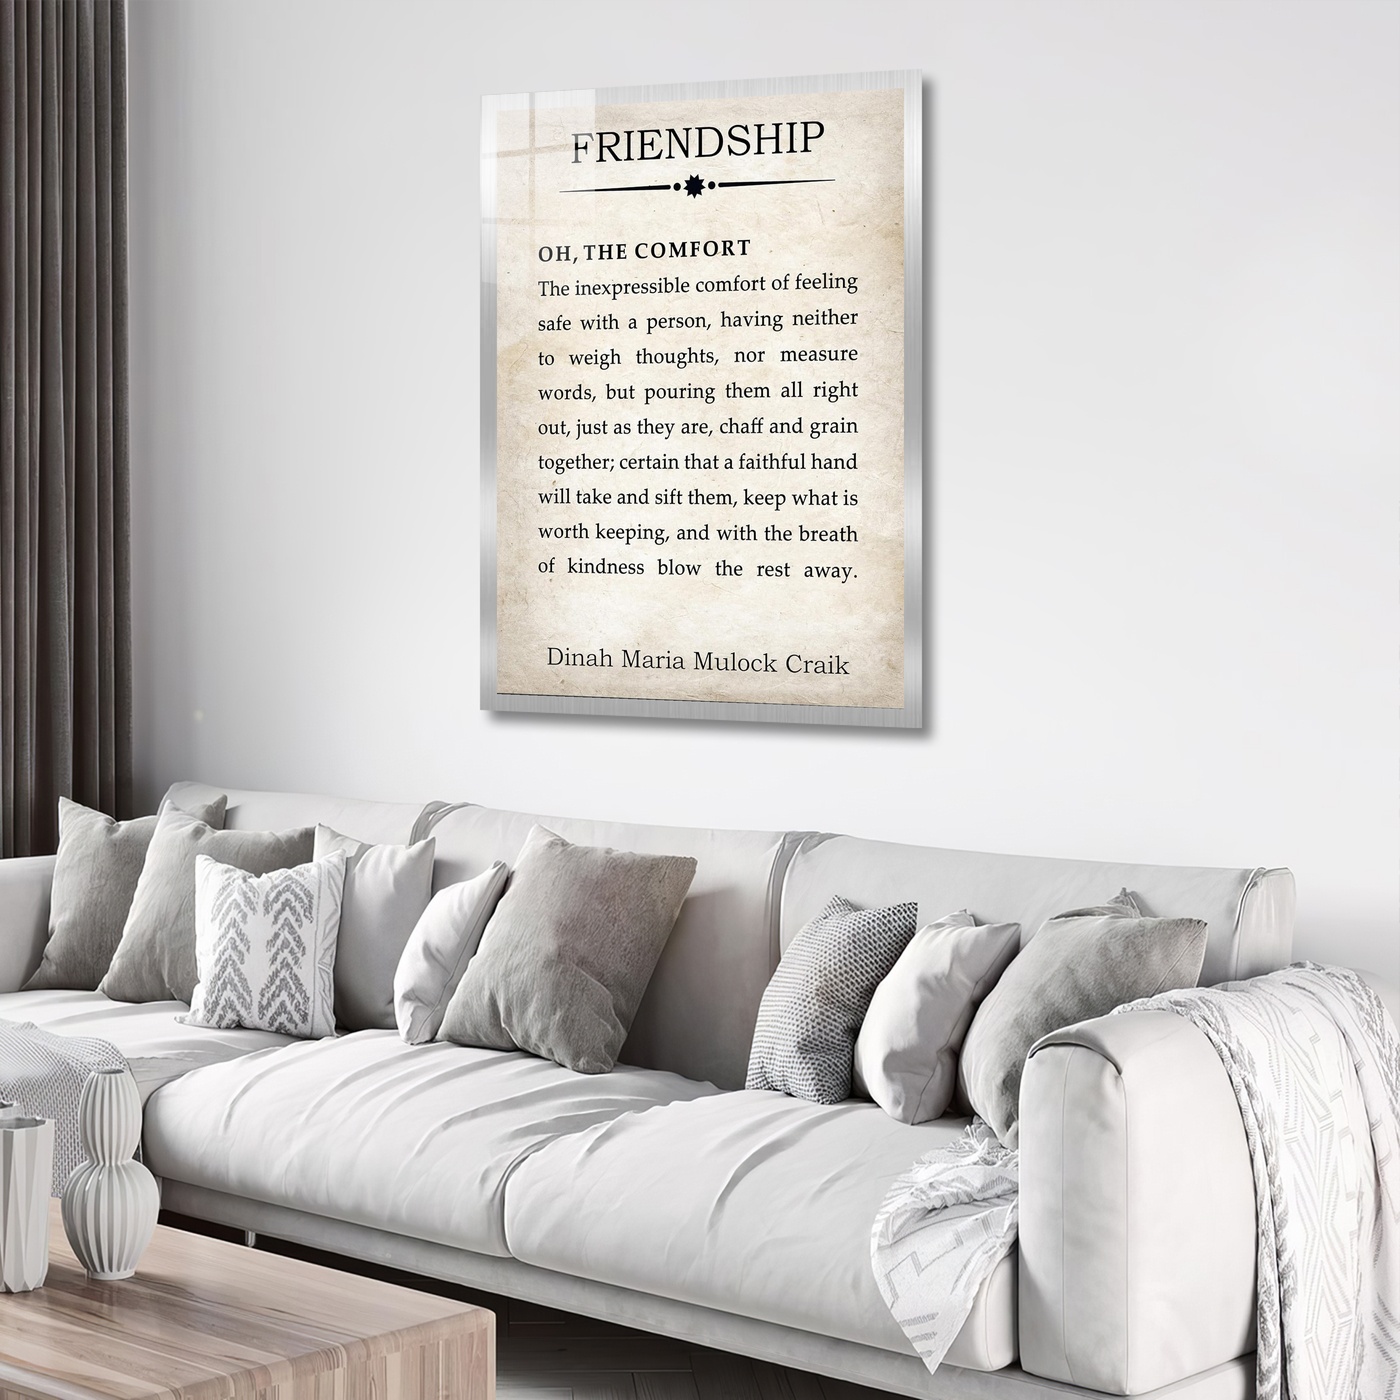 FRIENDSHIP
OH, THE COMFORT
The inexpressible comfort of feeling
safe with a person, having neither
to weigh thoughts, nor measure
words, but pouring them all right
out, just as they are, chaff and grain
together; certain that a faithful hand
will take and sift them, keep what is
worth keeping, and with the breath
of kindness blow the rest away.
Dinah Maria Mulock Craik